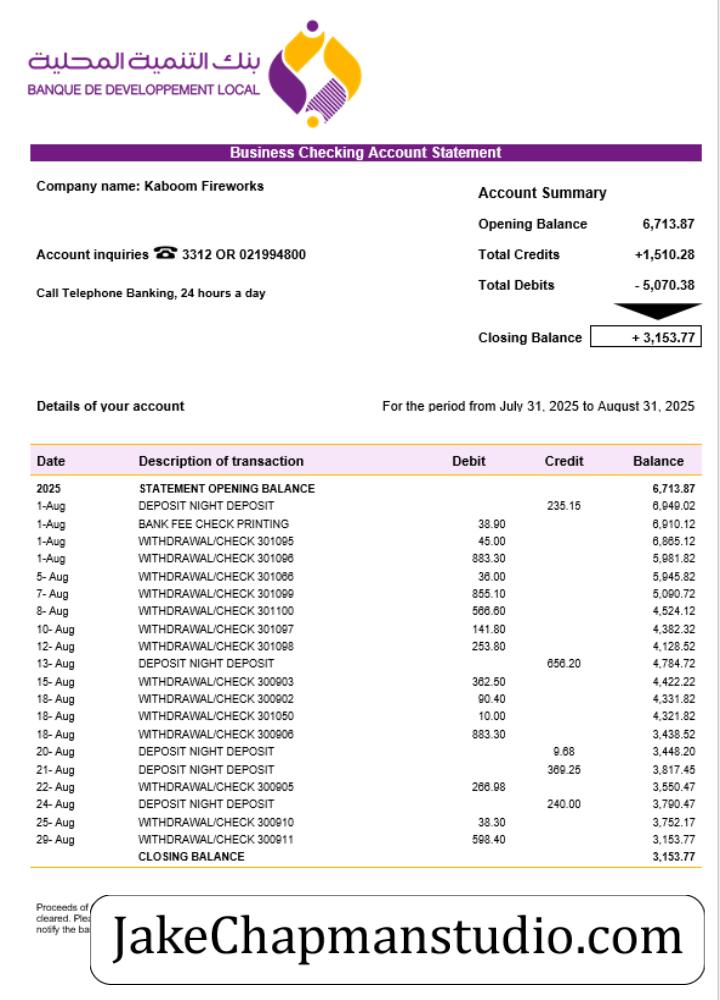 بنك التنمية المحلية
BANQUE DE DEVELOPPEMENT LOCAL
Business Checking Account Statement
Company name: Kaboom Fireworks
Account inquiries ☎ 3312 OR 021994800
Call Telephone Banking, 24 hours a day
Account Summary
Opening Balance 6,713.87
Total Credits +1,510.28
Total Debits - 5,070.38
Closing Balance + 3,153.77
Details of your account For the period from July 31, 2025 to August 31, 2025
Date Description of transaction Debit Credit Balance
2025 STATEMENT OPENING BALANCE 6,713.87
1-Aug DEPOSIT NIGHT DEPOSIT 235.15 6,949.02
1-Aug BANK FEE CHECK PRINTING 38.90 6,910.12
1-Aug WITHDRAWAL/CHECK 301095 45.00 6,865.12
1-Aug WITHDRAWAL/CHECK 301096 883.30 5,981.82
5- Aug WITHDRAWAL/CHECK 301066 36.00 5,945.82
7- Aug WITHDRAWAL/CHECK 301099 855.10 5,090.72
8- Aug WITHDRAWAL/CHECK 301100 566.60 4,524.12
10- Aug WITHDRAWAL/CHECK 301097 141.80 4,382.32
12- Aug WITHDRAWAL/CHECK 301098 253.80 4,128.52
13- Aug DEPOSIT NIGHT DEPOSIT 656.20 4,784.72
15- Aug WITHDRAWAL/CHECK 300903 362.50 4,422.22
18- Aug WITHDRAWAL/CHECK 300902 90.40 4,331.82
18- Aug WITHDRAWAL/CHECK 301050 10.00 4,321.82
18- Aug WITHDRAWAL/CHECK 300906 883.30 3,438.52
20- Aug DEPOSIT NIGHT DEPOSIT 9.68 3,448.20
21- Aug DEPOSIT NIGHT DEPOSIT 369.25 3,817.45
22- Aug WITHDRAWAL/CHECK 300905 266.98 3,550.47
24- Aug DEPOSIT NIGHT DEPOSIT 240.00 3,790.47
25- Aug WITHDRAWAL/CHECK 300910 38.30 3,752.17
29- Aug WITHDRAWAL/CHECK 300911 598.40 3,153.77
CLOSING BALANCE 3,153.77
Proceeds of
cleared.
notify the
JakeChapmanstudio.com